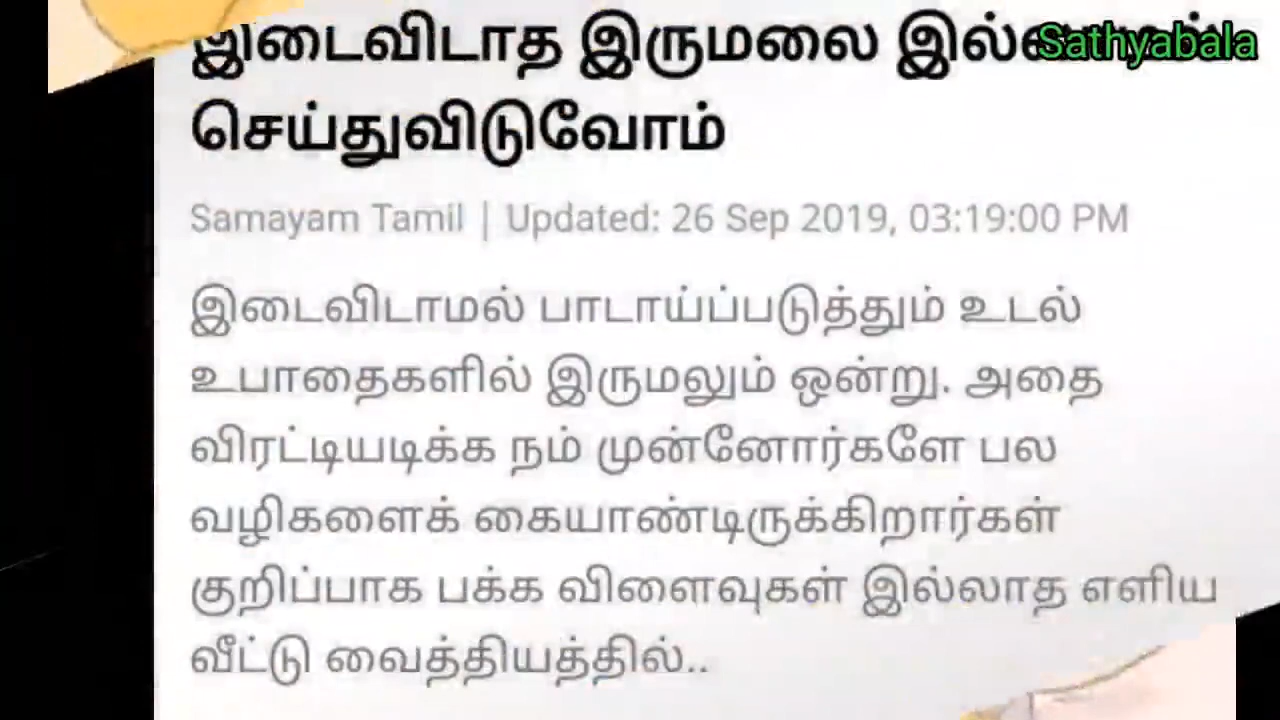 இடைவிடாத இருமலை
Sathyabala
செய்துவிடுவோம்
Samayam Tamil | Updated: 26 Sep 2019, 03:19:00 PM
இடைவிடாமல் பாடாய்ப்படுத்தும் உடல்
உபாதைகளில் இருமலும் ஒன்று. அதை
விரட்டியடிக்க நம் முன்னோர்களே பல
வழிகளைக் கையாண்டிருக்கிறார்கள்
குறிப்பாக பக்க விளைவுகள் இல்லாத எளிய
வீட்டு வைத்தியத்தில்..